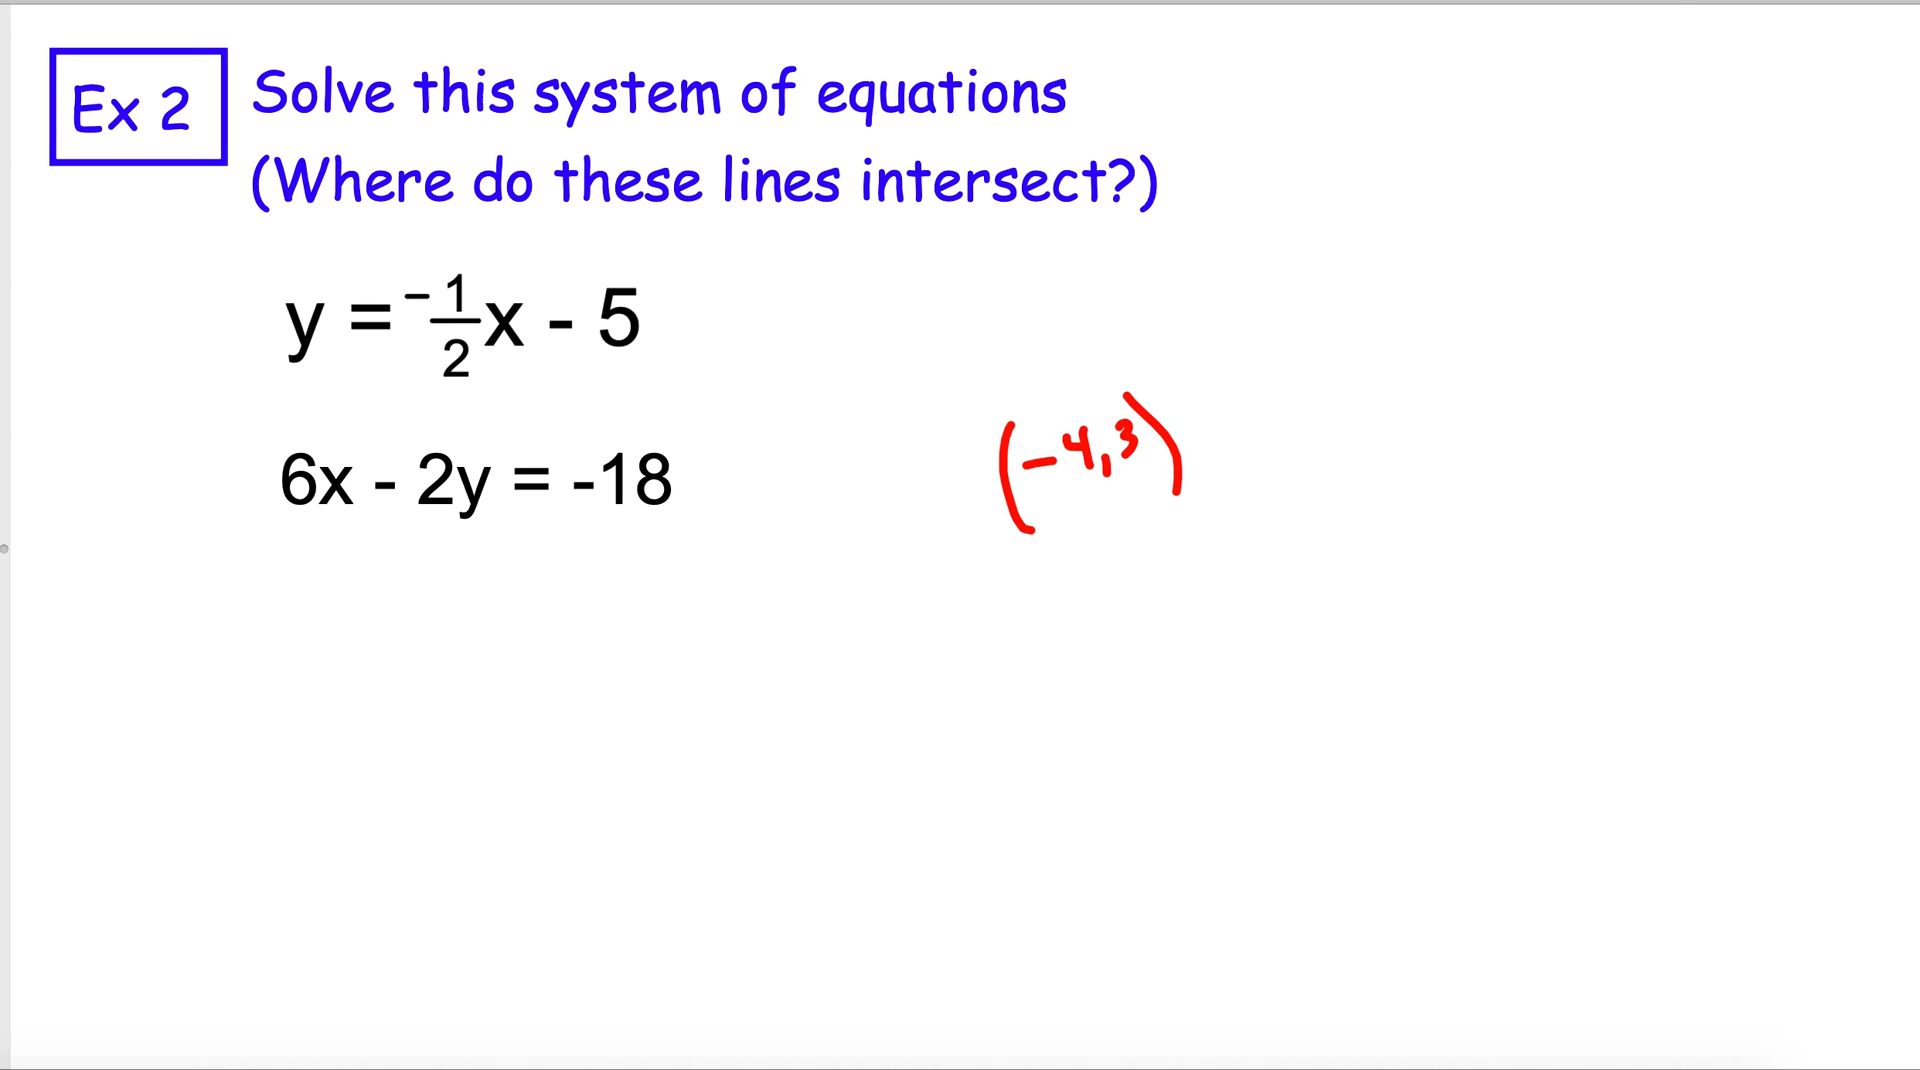 Ex 2
Solve this system of equations
(Where do these lines intersect?)
y = -1/2x - 5
6x - 2y = -18
(-4,3)